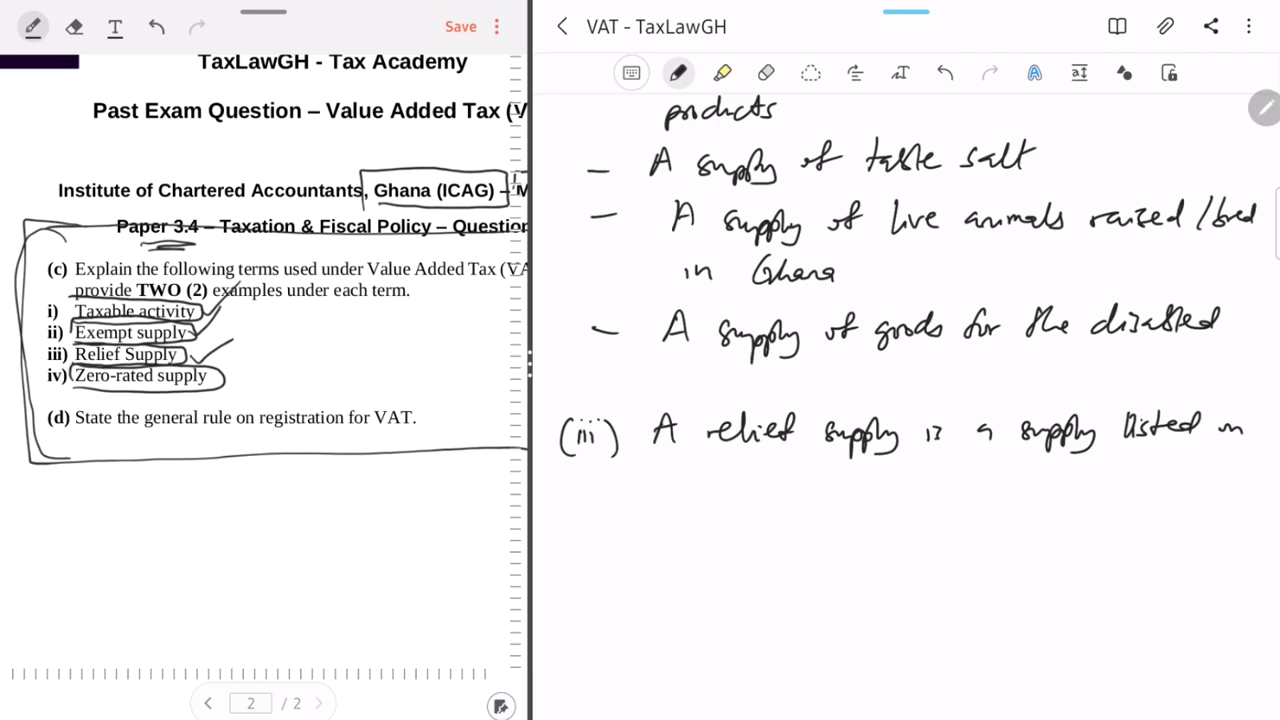 Save
VAT - TaxLawGH
TaxLawGH - Tax Academy
Past Exam Question – Value Added Tax (V
Institute of Chartered Accountants, Ghana (ICAG) – M
Paper 3.4 – Taxation & Fiscal Policy – Question
(c) Explain the following terms used under Value Added Tax (VA
provide TWO (2) examples under each term.
i) Taxable activity
ii) Exempt supply
iii) Relief Supply
iv) Zero-rated supply
(d) State the general rule on registration for VAT.
2 / 2
products
– A supply of table salt
– A supply of live animals raized/bred
in Ghana
– A supply of goods for the disabled
(iii) A relief supply is a supply listed in